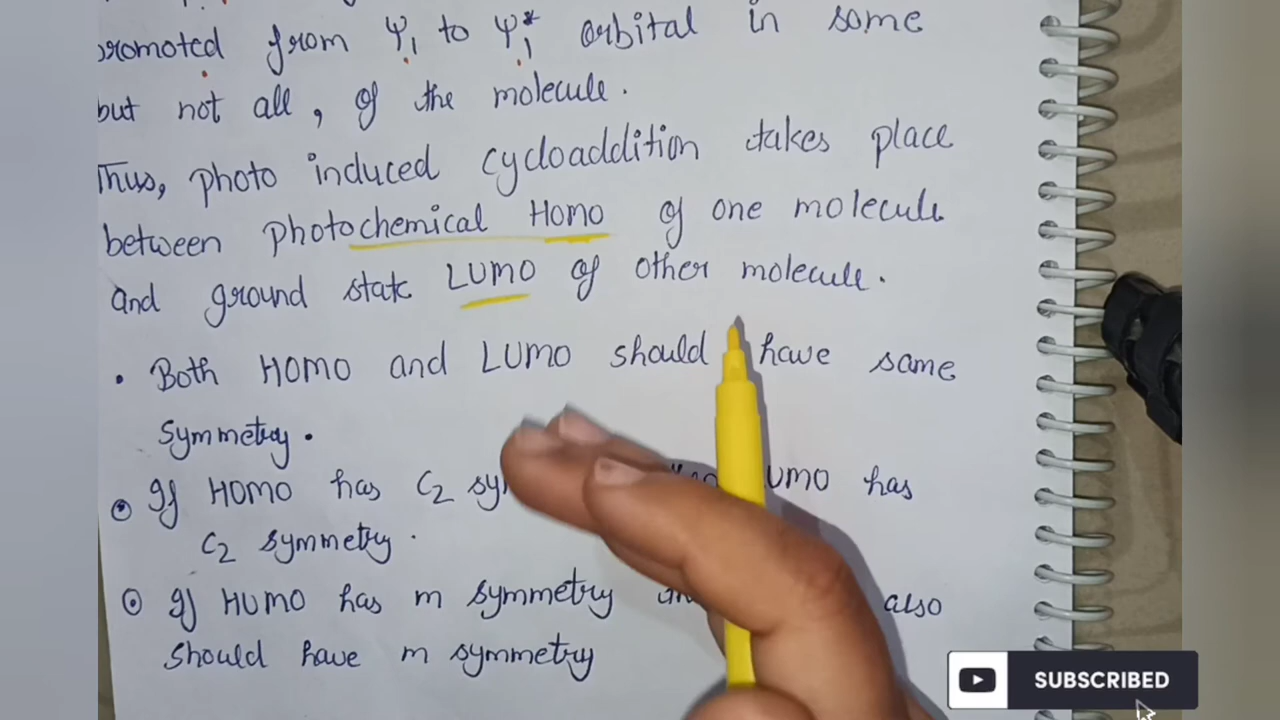 promoted from Ψ1 to Ψ1* orbital in some
but not all, of the molecule.
Thus, photo induced cycloaddition takes place
between photochemical HOMO of one molecule
and ground state LUMO of other molecule.
• Both HOMO and LUMO should have same
symmetry.
If HOMO has C2 LUMO has
C2 symmetry.
If HUMO has m symmetry also
should have m symmetry
SUBSCRIBED